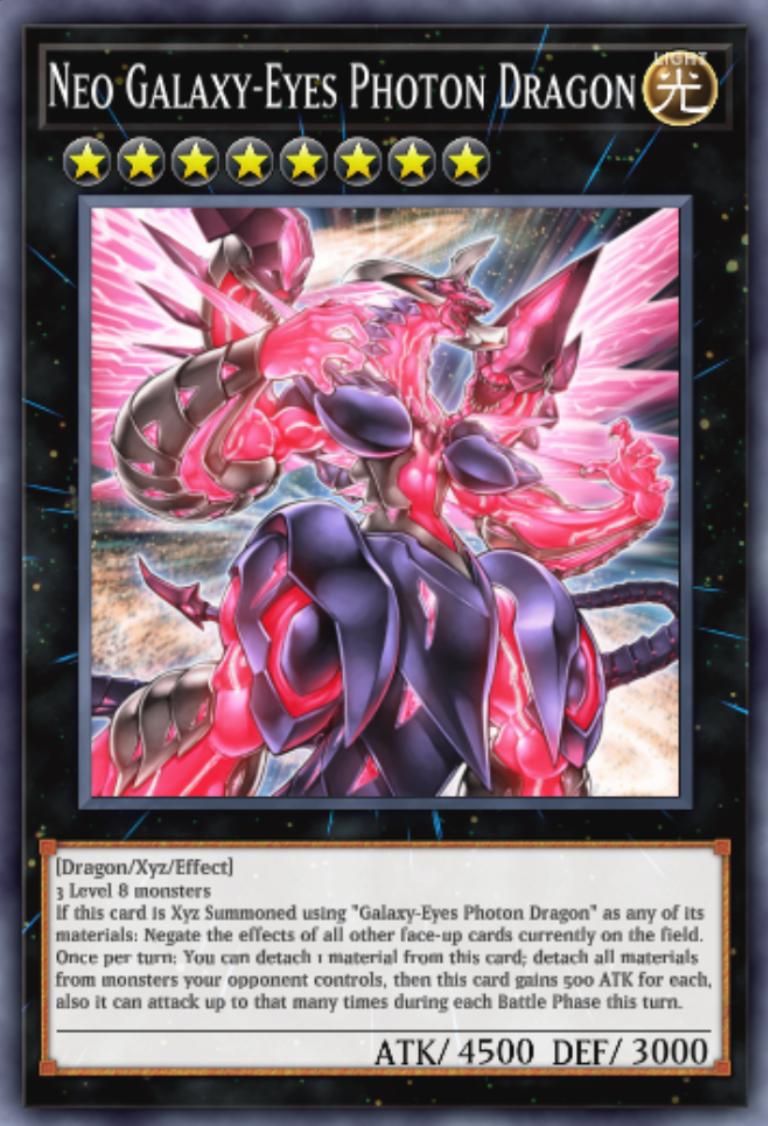 NEO GALAXY-EYES PHOTON DRAGON
LIGHT
光
[Dragon/Xyz/Effect]
3 Level 8 monsters
If this card is Xyz Summoned using "Galaxy-Eyes Photon Dragon" as any of its
materials: Negate the effects of all other face-up cards currently on the field.
Once per turn: You can detach 1 material from this card; detach all materials
from monsters your opponent controls, then this card gains 500 ATK for each,
also it can attack up to that many times during each Battle Phase this turn.
ATK/ 4500 DEF/ 3000